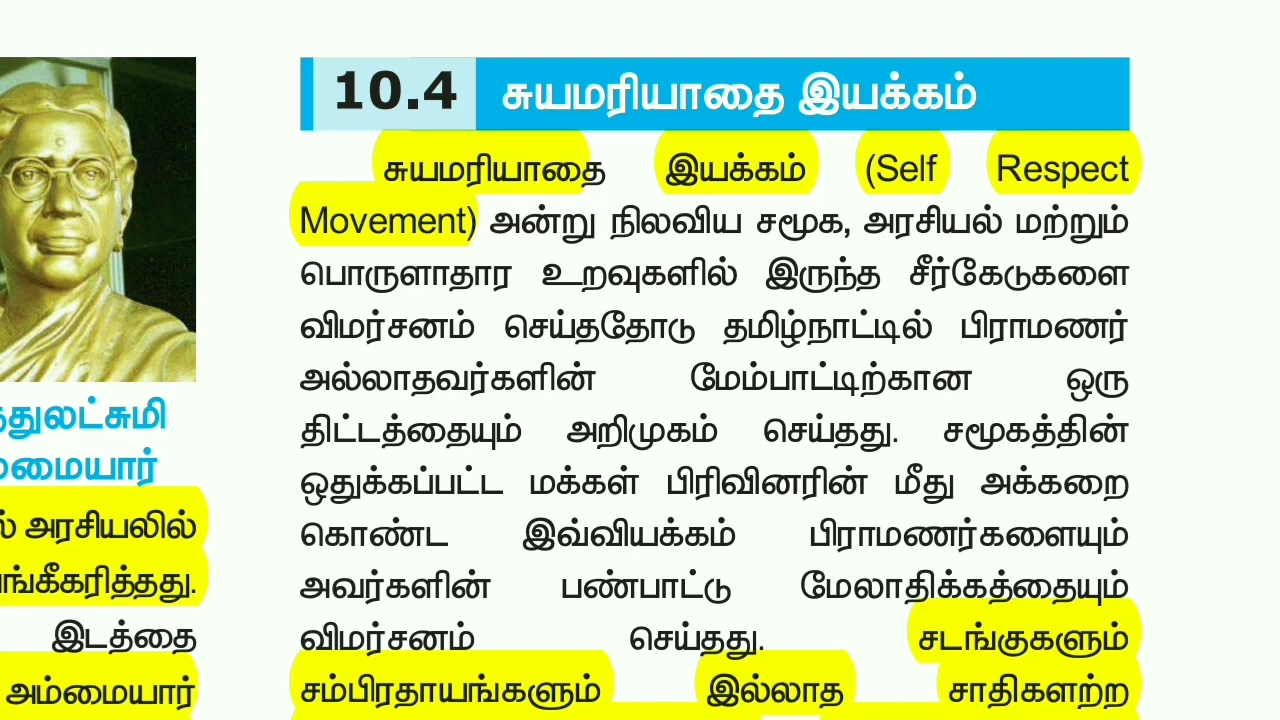 த்துலட்சுமி
ம்மையார்
ல் அரசியலில்
ங்கீகரித்தது.
இடத்தை
அம்மையார்
10.4 சுயமரியாதை இயக்கம்
சுயமரியாதை இயக்கம் (Self Respect
Movement) அன்று நிலவிய சமூக, அரசியல் மற்றும்
பொருளாதார உறவுகளில் இருந்த சீர்கேடுகளை
விமர்சனம் செய்ததோடு தமிழ்நாட்டில் பிராமணர்
அல்லாதவர்களின் மேம்பாட்டிற்கான ஒரு
திட்டத்தையும் அறிமுகம் செய்தது. சமூகத்தின்
ஒதுக்கப்பட்ட மக்கள் பிரிவினரின் மீது அக்கறை
கொண்ட இவ்வியக்கம் பிராமணர்களையும்
அவர்களின் பண்பாட்டு மேலாதிக்கத்தையும்
விமர்சனம் செய்தது. சடங்குகளும்
சம்பிரதாயங்களும் இல்லாத சாதிகளற்ற